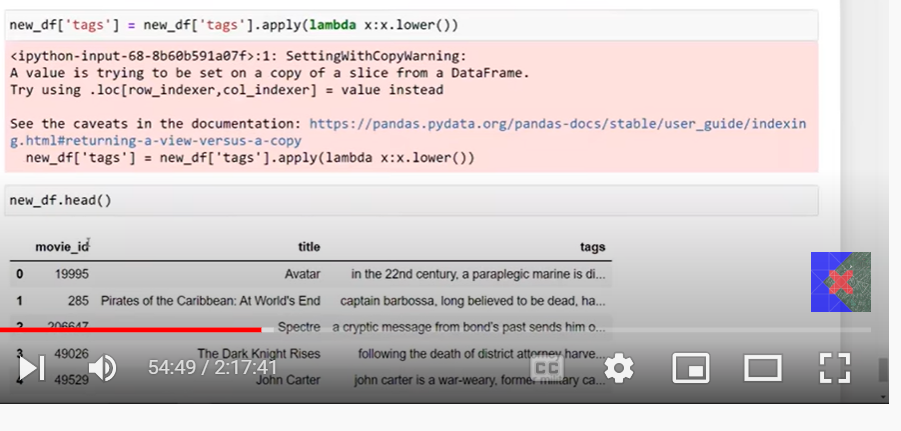 new_df['tags'] = new_df['tags'].apply(lambda x:x.lower())
<ipython-input-68-8b60b591a07f>:1: SettingWithCopyWarning:
A value is trying to be set on a copy of a slice from a DataFrame.
Try using .loc[row_indexer,col_indexer] = value instead
See the caveats in the documentation: https://pandas.pydata.org/pandas-docs/stable/user_guide/indexin
g.html#returning-a-view-versus-a-copy
new_df['tags'] = new_df['tags'].apply(lambda x:x.lower())
new_df.head()
movie_id title tags
0 19995 Avatar in the 22nd century, a paraplegic marine is di...
1 285 Pirates of the Caribbean: At World's End captain barbossa, long believed to be dead, ha...
2 206647 Spectre a cryptic message from bond's past sends him o...
3 49026 The Dark Knight Rises following the death of district attorney harve...
4 49529 John Carter john carter is a war-weary, former military ca...
54:49 / 2:17:41 CC